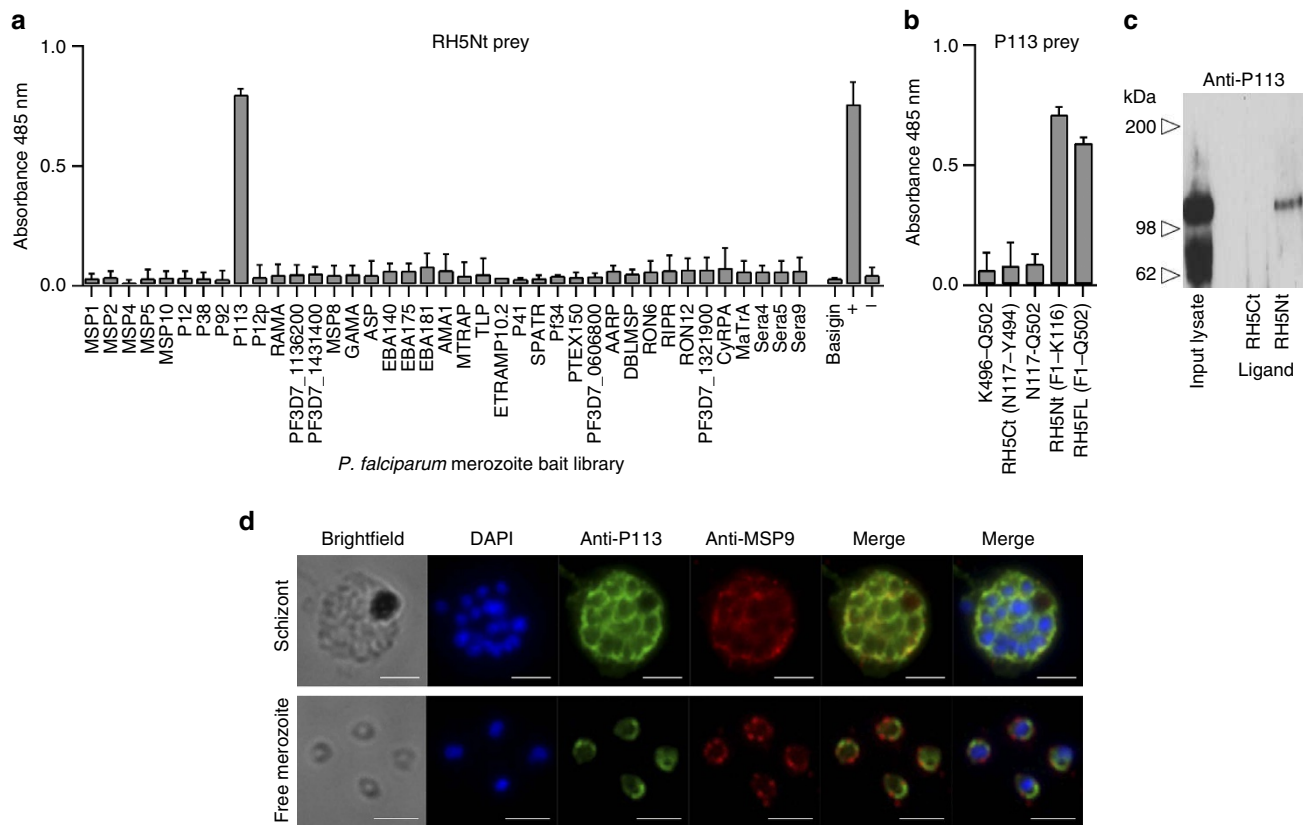 a
RH5Nt prey
Absorbance 485 nm
1.0
0.5
0.0
MSP1
MSP2
MSP4
MSP5
MSP10
P12
P38
P92
P113
P12p
RAMA
PF3D7_1136200
PF3D7_1431400
MSP8
GAMA
ASP
EBA140
EBA175
EBA181
AMA1
MTRAP
TLP
ETRAMP10.2
P41
SPATR
Pf34
PTEX150
PF3D7_0606800
AARP
DBLMSP
RON6
RIPR
RON12
PF3D7_1321900
CyRPA
MaTrA
Sera4
Sera5
Sera9
Basigin
+
–
P. falciparum merozoite bait library
b
P113 prey
Absorbance 485 nm
1.0
0.5
0.0
K496–Q502
RH5Ct (N117–Y494)
N117-Q502
RH5Nt (F1–K116)
RH5FL (F1–Q502)
c
Anti-P113
kDa
200
98
62
Input lysate
RH5Ct
RH5Nt
Ligand
d
Brightfield
DAPI
Anti-P113
Anti-MSP9
Merge
Merge
Schizont
Free merozoite